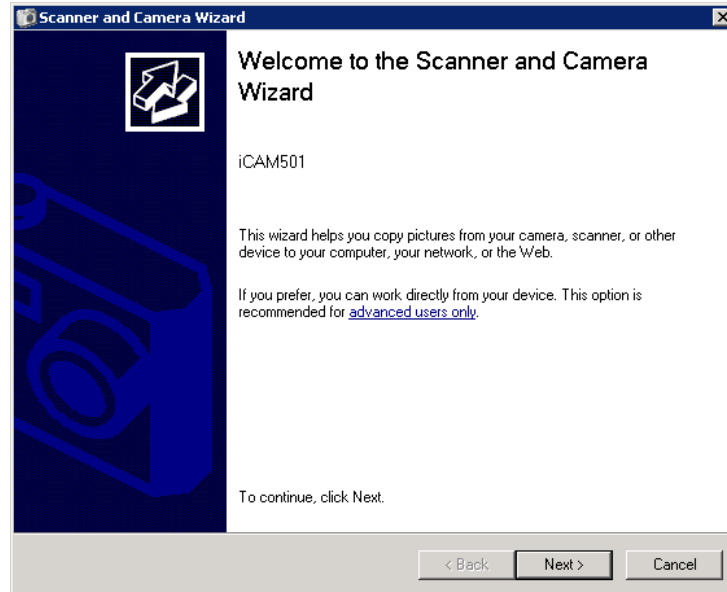 Scanner and Camera Wizard
Welcome to the Scanner and Camera
Wizard
iCAM501
This wizard helps you copy pictures from your camera, scanner, or other
device to your computer, your network, or the Web.
If you prefer, you can work directly from your device. This option is
recommended for advanced users only.
To continue, click Next.
< Back
Next >
Cancel